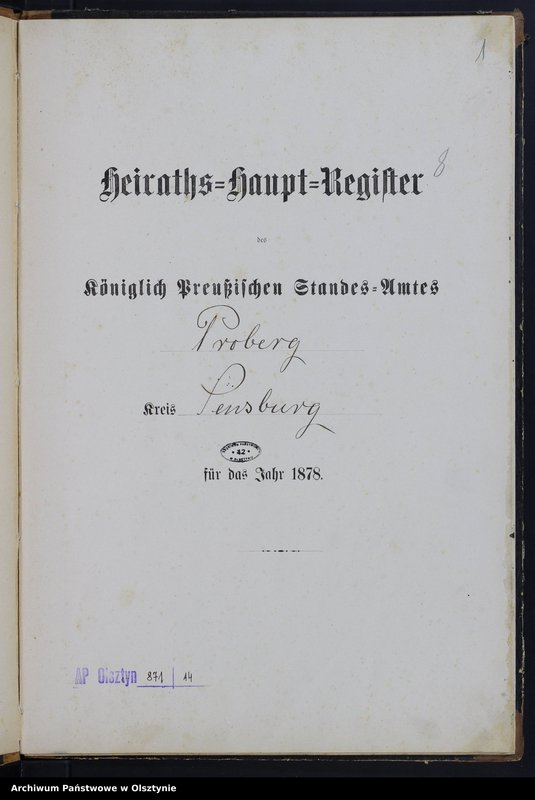 1
8
Heiraths-Haupt-Register
des
Königlich Preußischen Standes-Amtes
Proberg
Kreis Sensburg
42
für das Jahr 1878.
AP Olsztyn 871 | 14
Archiwum Państwowe w Olsztynie